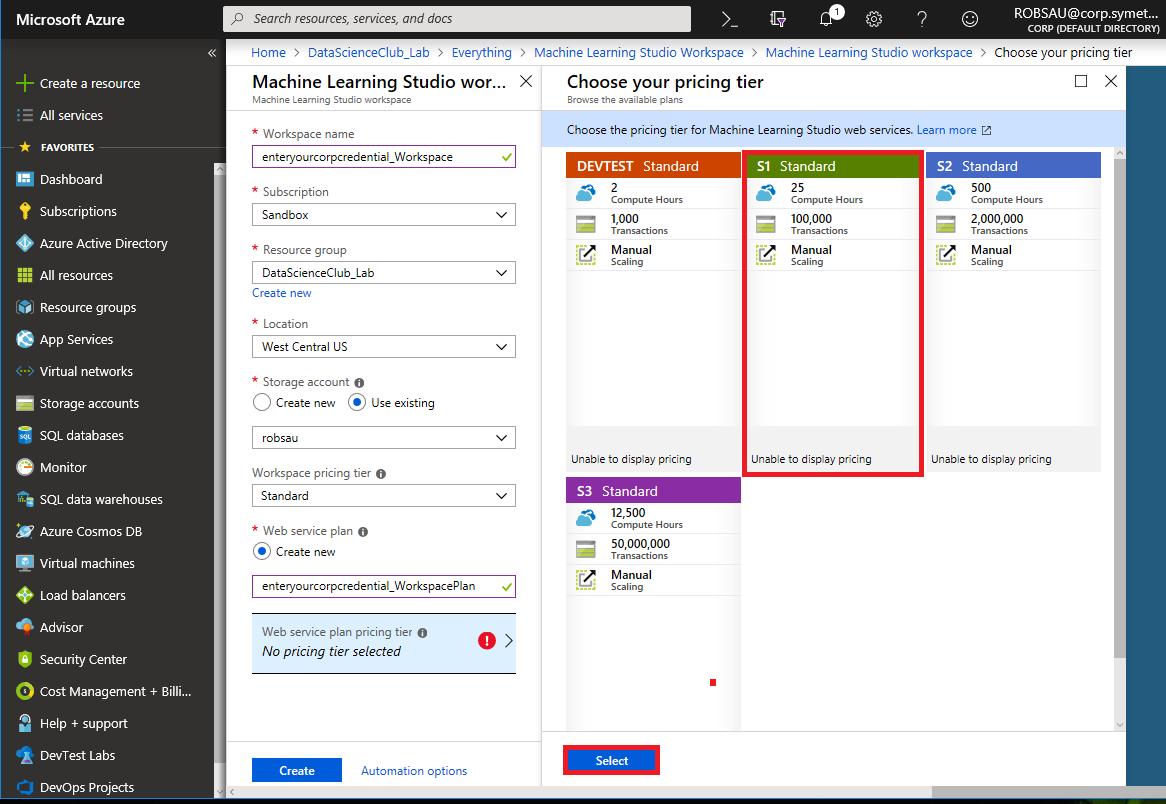 Microsoft Azure
Search resources, services, and docs
1
ROBSAU@corp.symet...
CORP (DEFAULT DIRECTORY)
Home > DataScienceClub_Lab > Everything > Machine Learning Studio Workspace > Machine Learning Studio workspace > Choose your pricing tier
Create a resource
All services
FAVORITES
Dashboard
Subscriptions
Azure Active Directory
All resources
Resource groups
App Services
Virtual networks
Storage accounts
SQL databases
Monitor
SQL data warehouses
Azure Cosmos DB
Virtual machines
Load balancers
Advisor
Security Center
Cost Management + Billi...
Help + support
DevTest Labs
DevOps Projects
Machine Learning Studio wor...
Machine Learning Studio workspace
* Workspace name
enteryourcorpcredential_Workspace
* Subscription
Sandbox
* Resource group
DataScienceClub_Lab
Create new
* Location
West Central US
* Storage account
Create new Use existing
robsau
Workspace pricing tier
Standard
* Web service plan
Create new
enteryourcorpcredential_WorkspacePlan
Web service plan pricing tier
No pricing tier selected
Create Automation options
Choose your pricing tier
Browse the available plans
Choose the pricing tier for Machine Learning Studio web services. Learn more
DEVTEST Standard
2
Compute Hours
1,000
Transactions
Manual
Scaling
Unable to display pricing
S1 Standard
25
Compute Hours
100,000
Transactions
Manual
Scaling
Unable to display pricing
S2 Standard
500
Compute Hours
2,000,000
Transactions
Manual
Scaling
Unable to display pricing
S3 Standard
12,500
Compute Hours
50,000,000
Transactions
Manual
Scaling
Select